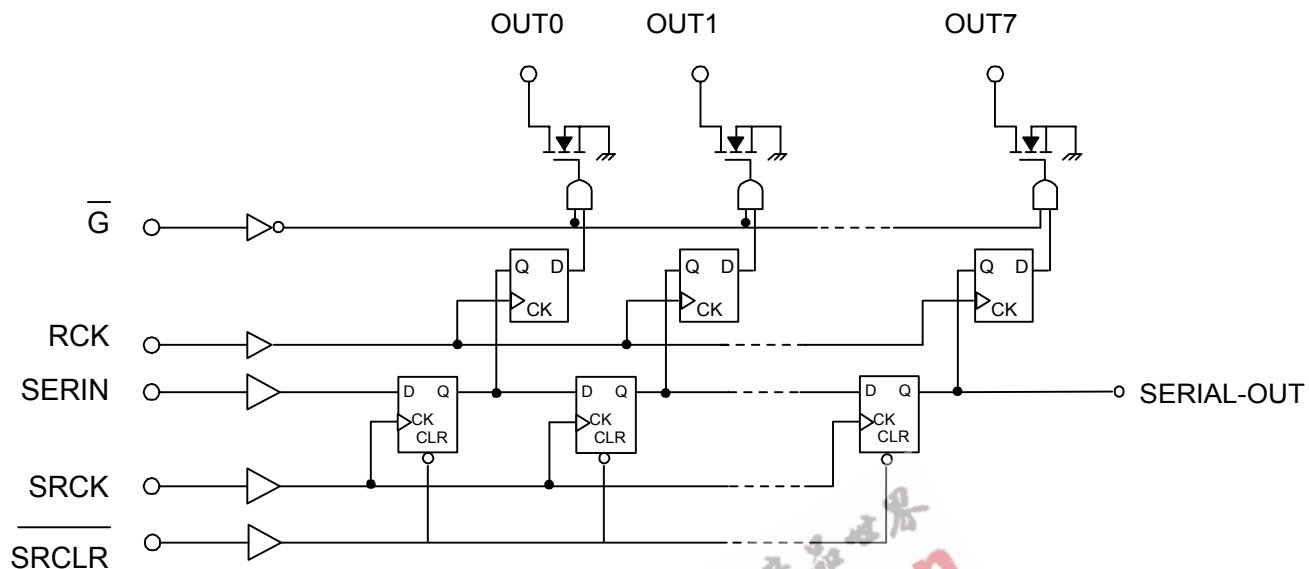 OUT0 OUT1 OUT7
G
Q D Q D Q D
CK CK CK
RCK
SERIN
D Q D Q D Q
SERIAL-OUT
CK CK CK
CLR CLR CLR
SRCK
SRCLR